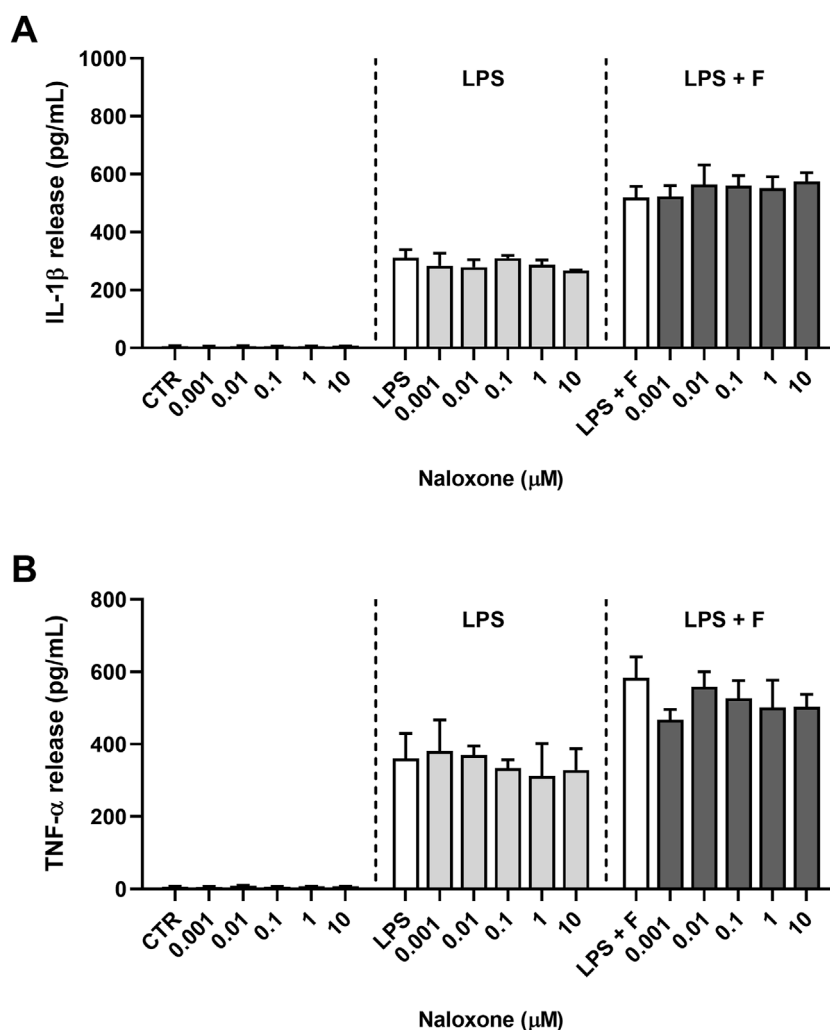 A
LPS
LPS + F
IL-1β release (pg/mL)
1000
800
600
400
200
0
CTR
0.001
0.01
0.1
1
10
LPS
0.001
0.01
0.1
1
10
LPS + F
0.001
0.01
0.1
1
10
Naloxone (μM)
B
LPS
LPS + F
TNF-α release (pg/mL)
800
600
400
200
0
CTR
0.001
0.01
0.1
1
10
LPS
0.001
0.01
0.1
1
10
LPS + F
0.001
0.01
0.1
1
10
Naloxone (μM)